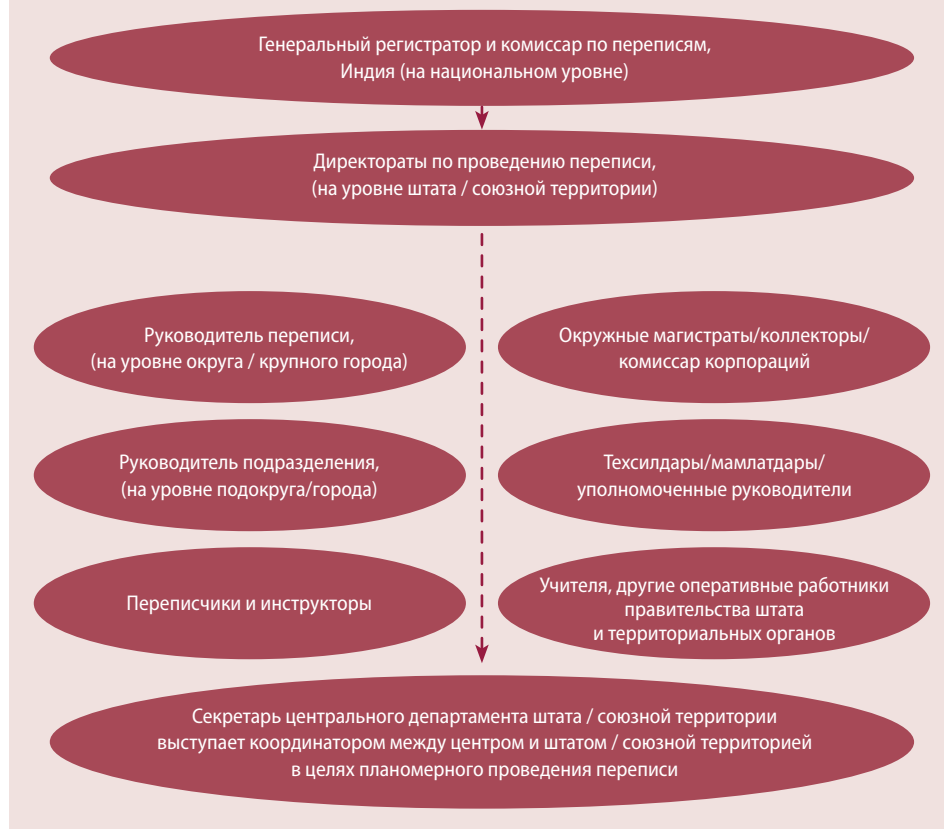 Генеральный регистратор и комиссар по переписям,
Индия (на национальном уровне)
Директораты по проведению переписи,
(на уровне штата / союзной территории)
Руководитель переписи,
(на уровне округа / крупного города)
Окружные магистраты/коллекторы/
комиссар корпораций
Руководитель подразделения,
(на уровне подокруга/города)
Техсилдары/мамлатдары/
уполномоченные руководители
Переписчики и инструкторы
Учителя, другие оперативные работники
правительства штата
и территориальных органов
Секретарь центрального департамента штата / союзной территории
выступает координатором между центром и штатом / союзной территорией
в целях планомерного проведения переписи